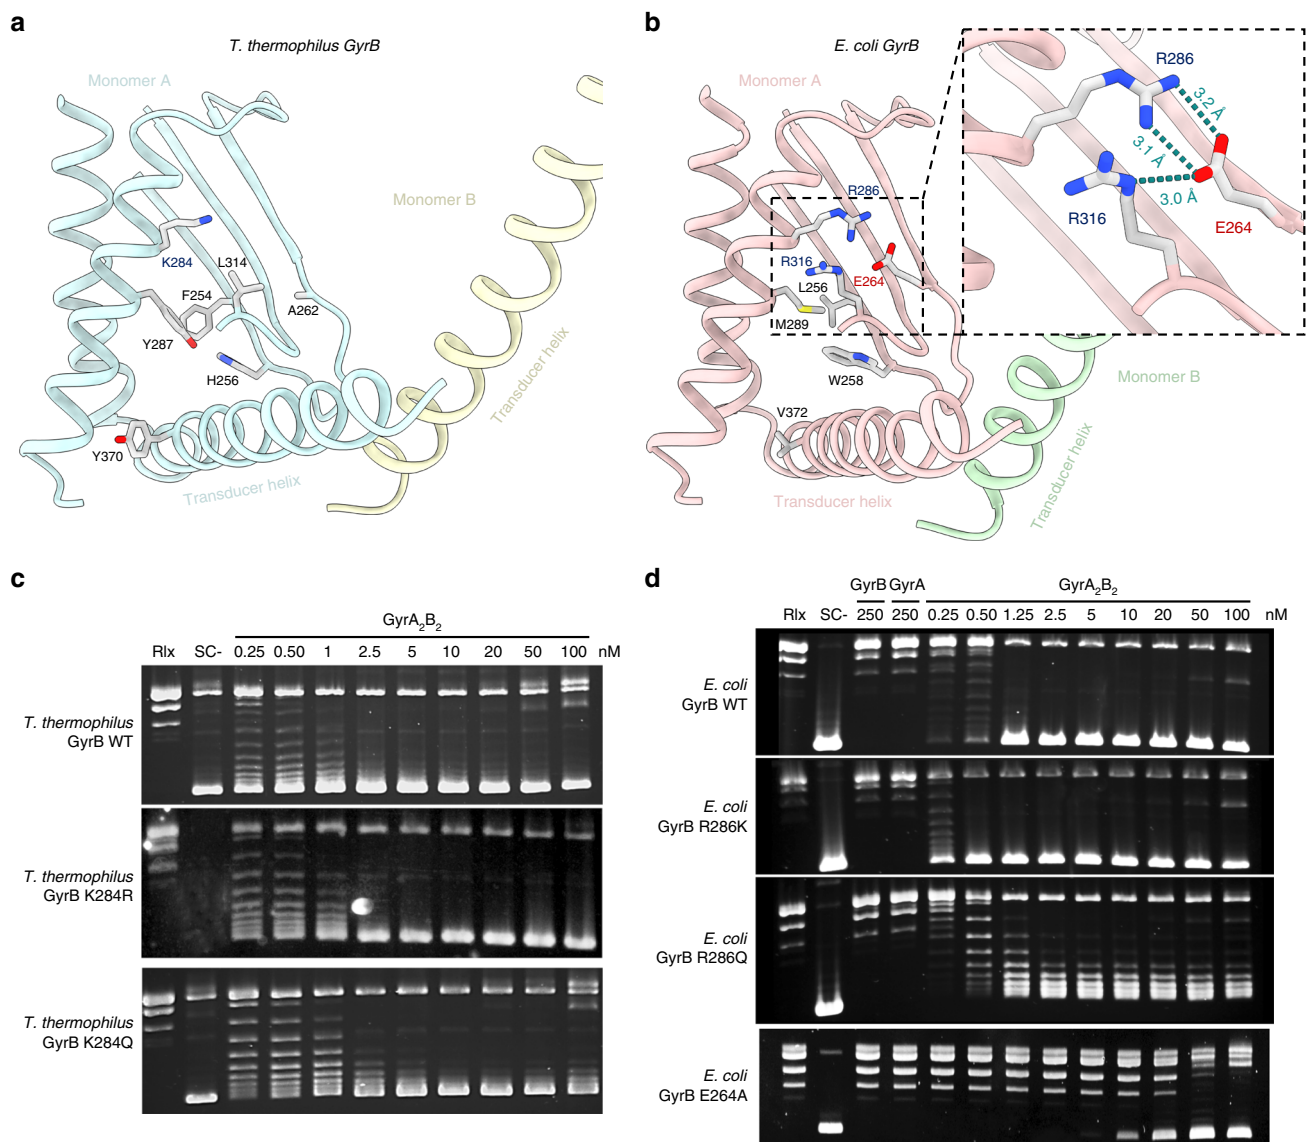 a
T. thermophilus GyrB
Monomer A
Monomer B
K284
L314
F254
A262
Y287
H256
Y370
Transducer helix
Transducer helix
b
E. coli GyrB
Monomer A
R286
R316
E264
L256
M289
W258
V372
Transducer helix
Monomer B
Transducer helix
R286
3.2 Å
3.1 Å
3.0 Å
R316
E264
c
GyrA2B2
Rlx SC- 0.25 0.50 1 2.5 5 10 20 50 100 nM
T. thermophilus
GyrB WT
T. thermophilus
GyrB K284R
T. thermophilus
GyrB K284Q
d
GyrB GyrA GyrA2B2
Rlx SC- 250 250 0.25 0.50 1.25 2.5 5 10 20 50 100 nM
E. coli
GyrB WT
E. coli
GyrB R286K
E. coli
GyrB R286Q
E. coli
GyrB E264A